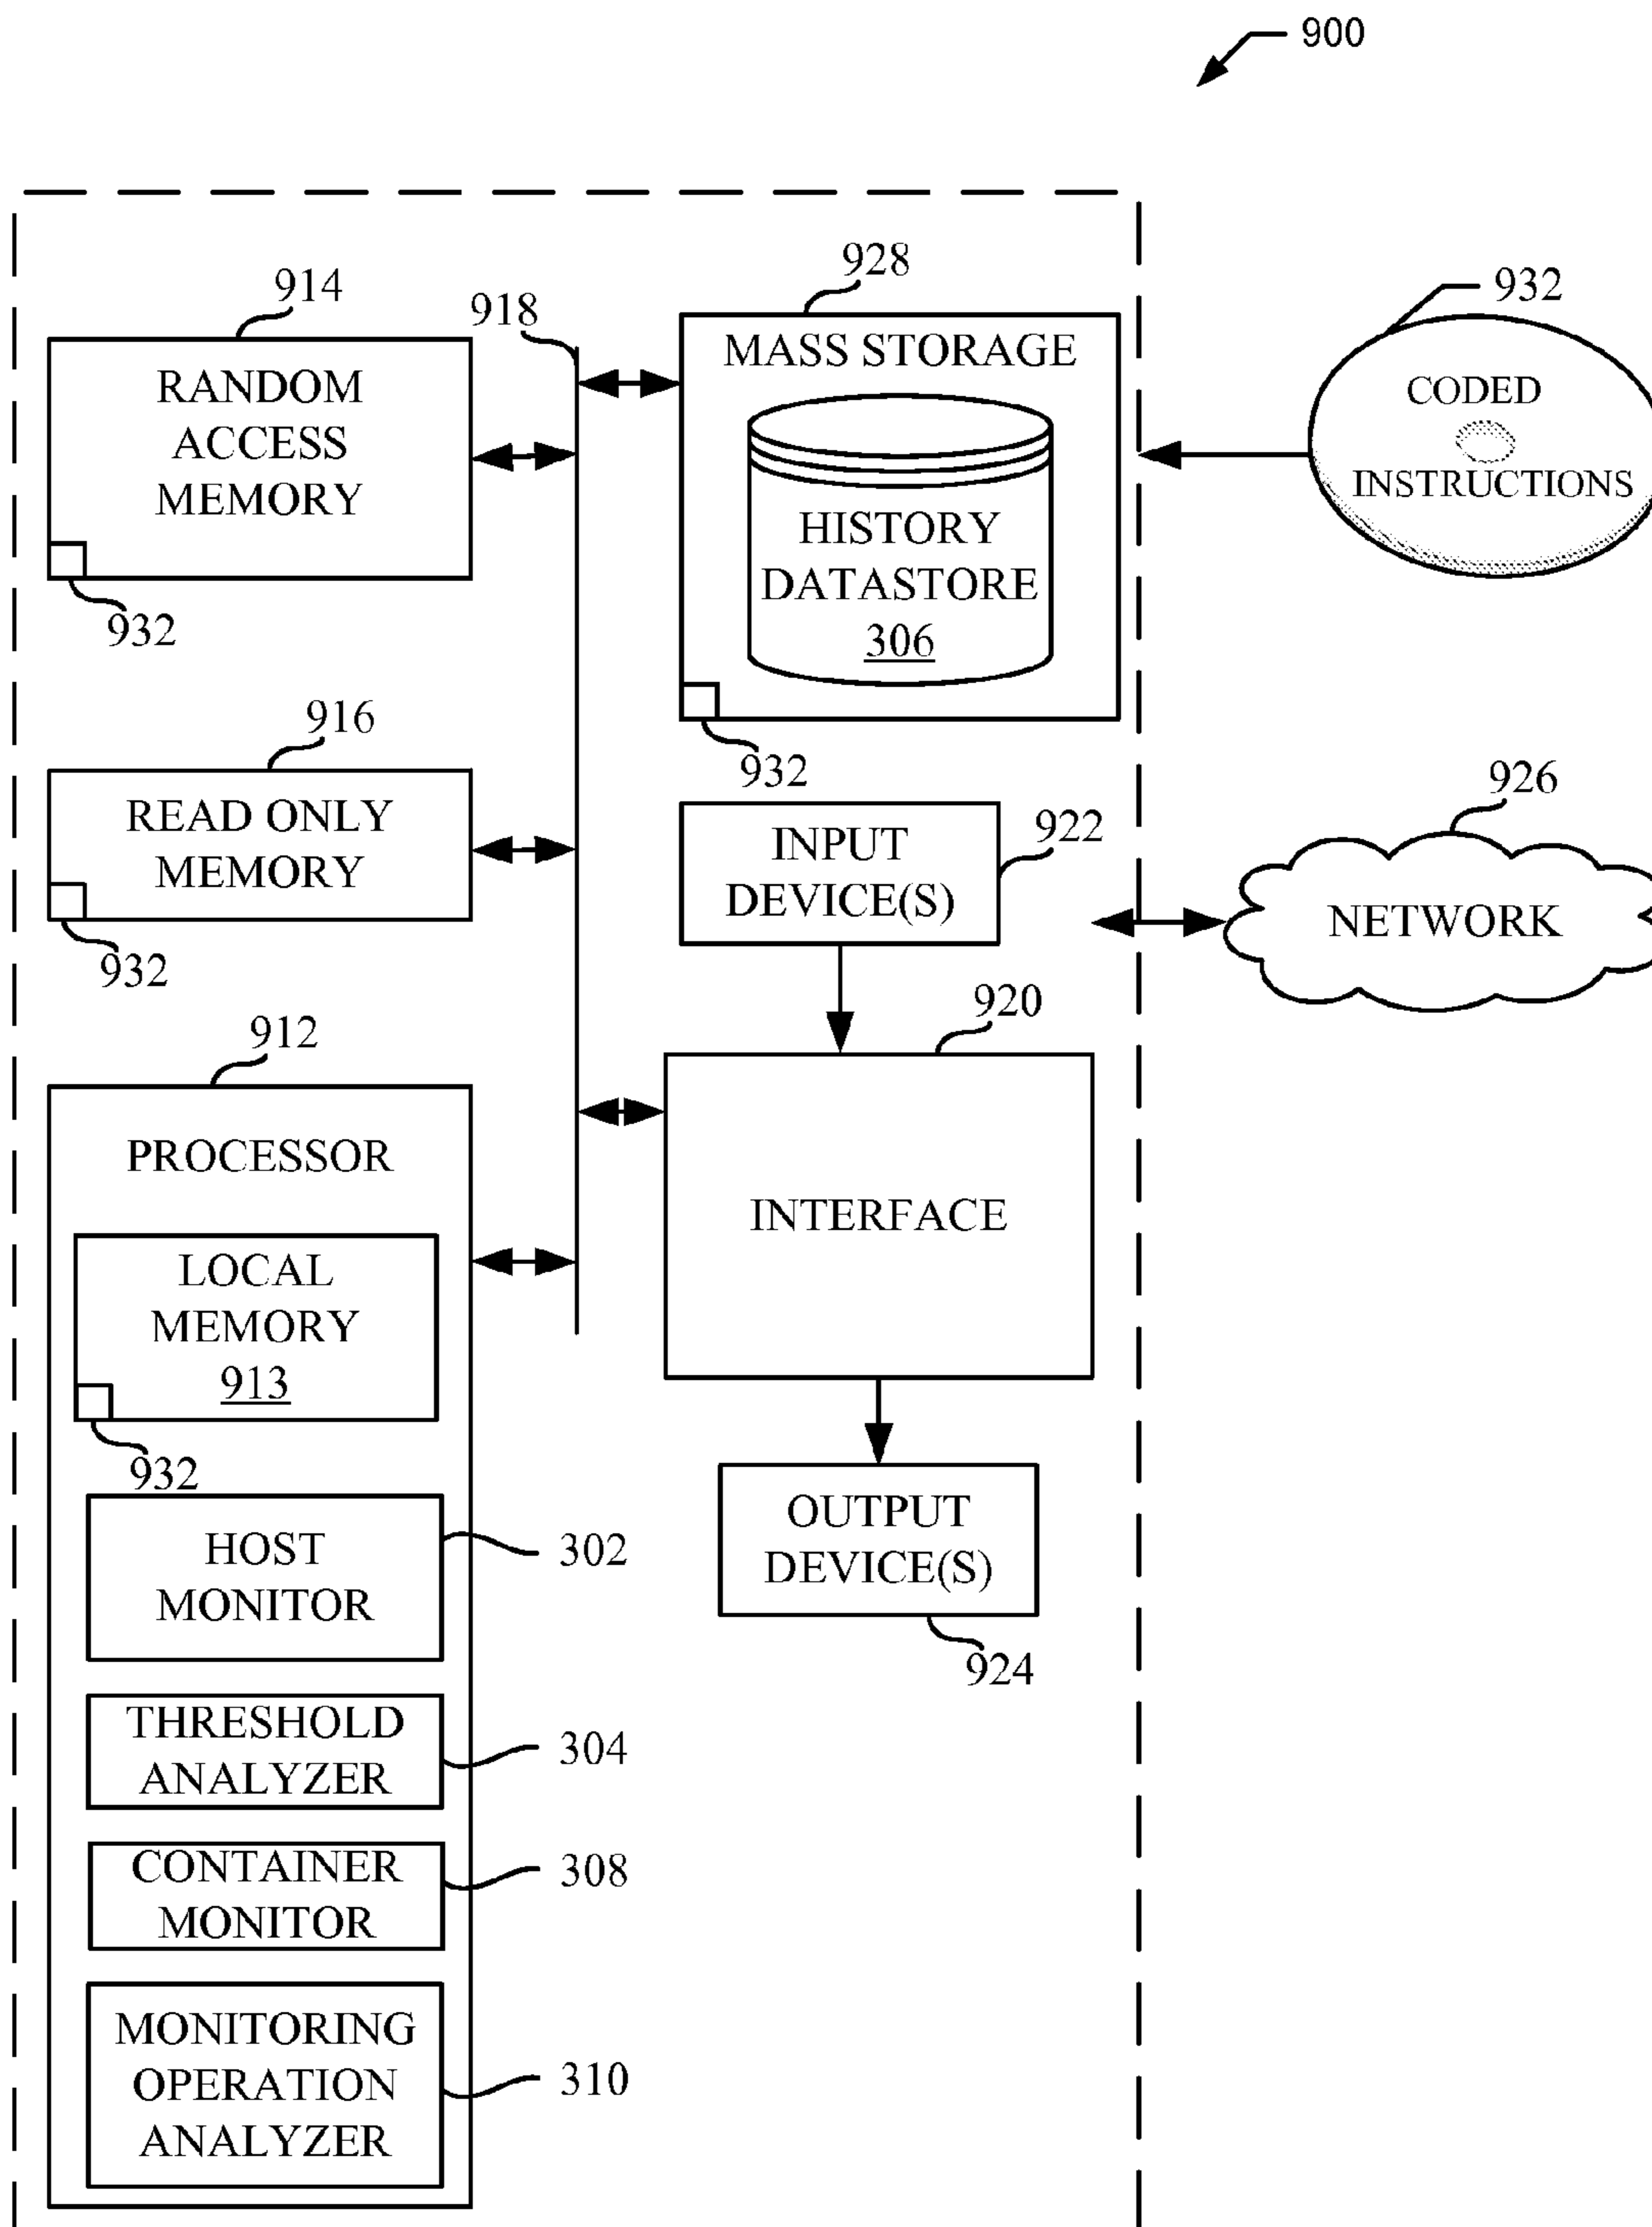 900
914
RANDOM
ACCESS
MEMORY
932
918
928
MASS STORAGE
HISTORY
DATASTORE
306
932
932
CODED
INSTRUCTIONS
916
READ ONLY
MEMORY
932
INPUT
DEVICE(S)
922
926
NETWORK
920
INTERFACE
912
PROCESSOR
LOCAL
MEMORY
913
932
HOST
MONITOR
302
OUTPUT
DEVICE(S)
924
THRESHOLD
ANALYZER
304
CONTAINER
MONITOR
308
MONITORING
OPERATION
ANALYZER
310